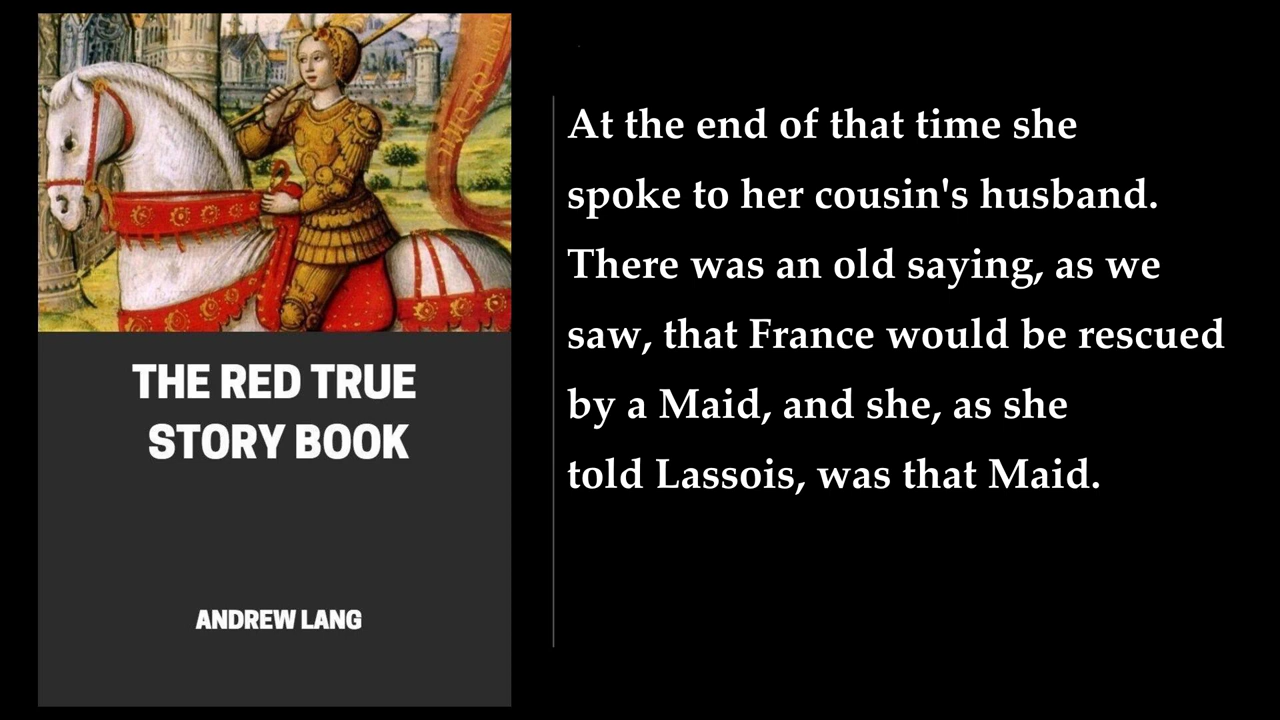 THE RED TRUE
STORY BOOK
ANDREW LANG
At the end of that time she
spoke to her cousin's husband.
There was an old saying, as we
saw, that France would be rescued
by a Maid, and she, as she
told Lassois, was that Maid.